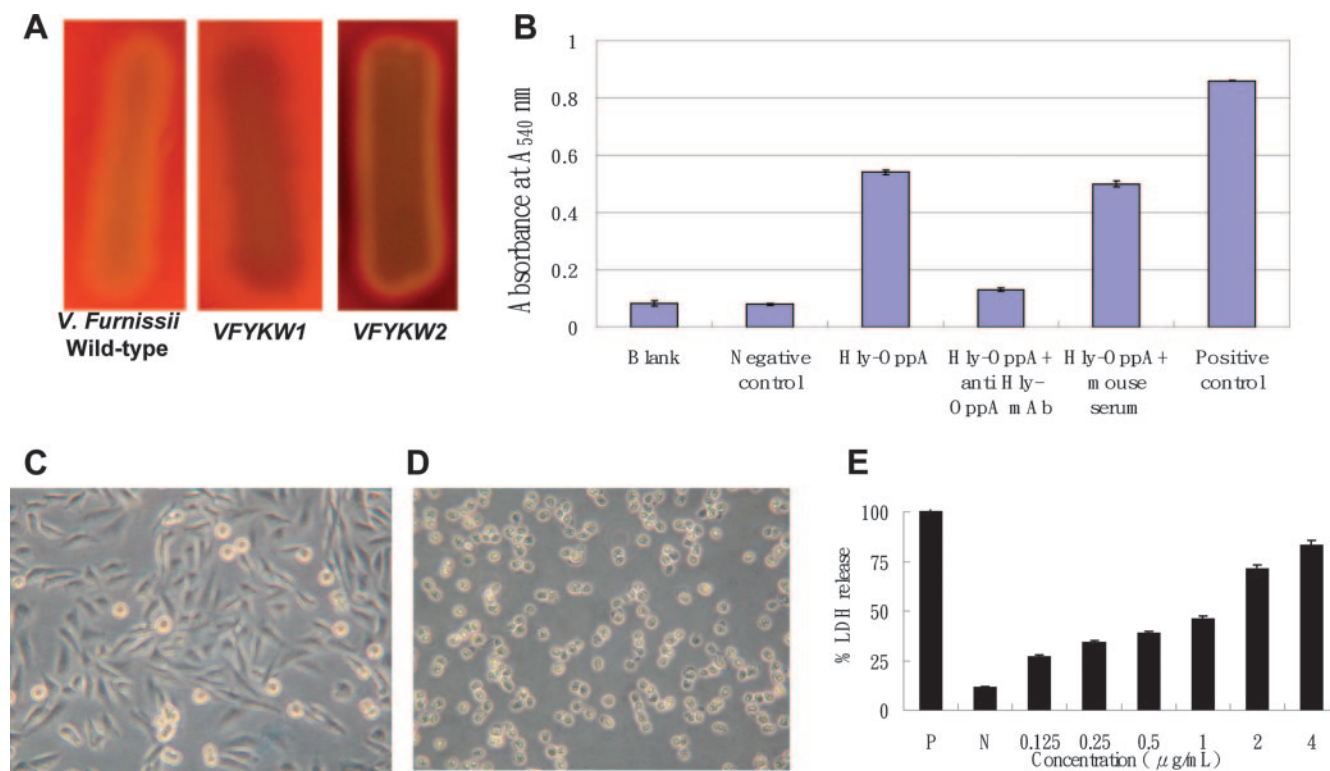 A
V. Furnissii
Wild-type
VFYKW1
VFYKW2
B
Absorbance at A 540 nm
1
0.8
0.6
0.4
0.2
0
Blank
Negative
control
Hly-OppA
Hly-OppA+
anti Hly-
OppA mAb
Hly-OppA+
mouse
serum
Positive
control
C
D
E
% LDH release
100
75
50
25
0
P N 0.125 0.25 0.5 1 2 4
Concentration ( μg/mL)